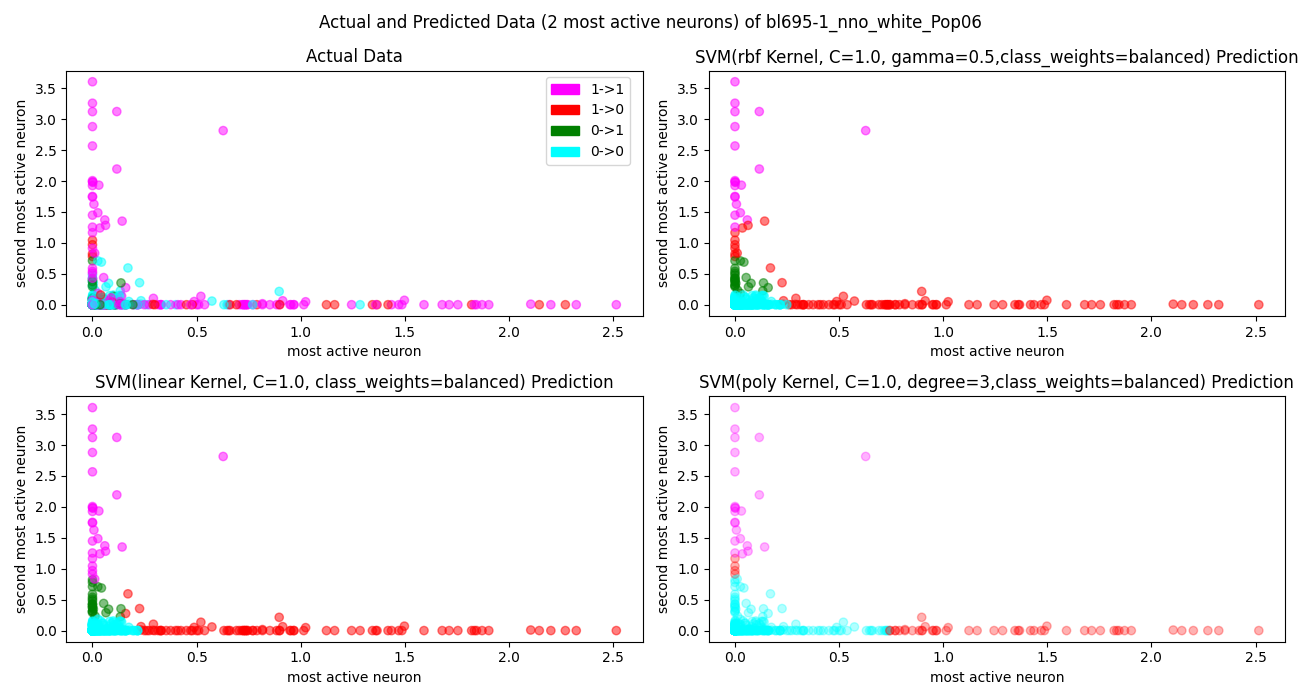 Actual and Predicted Data (2 most active neurons) of bl695-1_nno_white_Pop06
Actual Data
3.5
3.0
2.5
2.0
1.5
1.0
0.5
0.0
second most active neuron
1->1
1->0
0->1
0->0
0.0 0.5 1.0 1.5 2.0 2.5
most active neuron
SVM(rbf Kernel, C=1.0, gamma=0.5,class_weights=balanced) Prediction
3.5
3.0
2.5
2.0
1.5
1.0
0.5
0.0
second most active neuron
0.0 0.5 1.0 1.5 2.0 2.5
most active neuron
SVM(linear Kernel, C=1.0, class_weights=balanced) Prediction
3.5
3.0
2.5
2.0
1.5
1.0
0.5
0.0
second most active neuron
0.0 0.5 1.0 1.5 2.0 2.5
most active neuron
SVM(poly Kernel, C=1.0, degree=3,class_weights=balanced) Prediction
3.5
3.0
2.5
2.0
1.5
1.0
0.5
0.0
second most active neuron
0.0 0.5 1.0 1.5 2.0 2.5
most active neuron